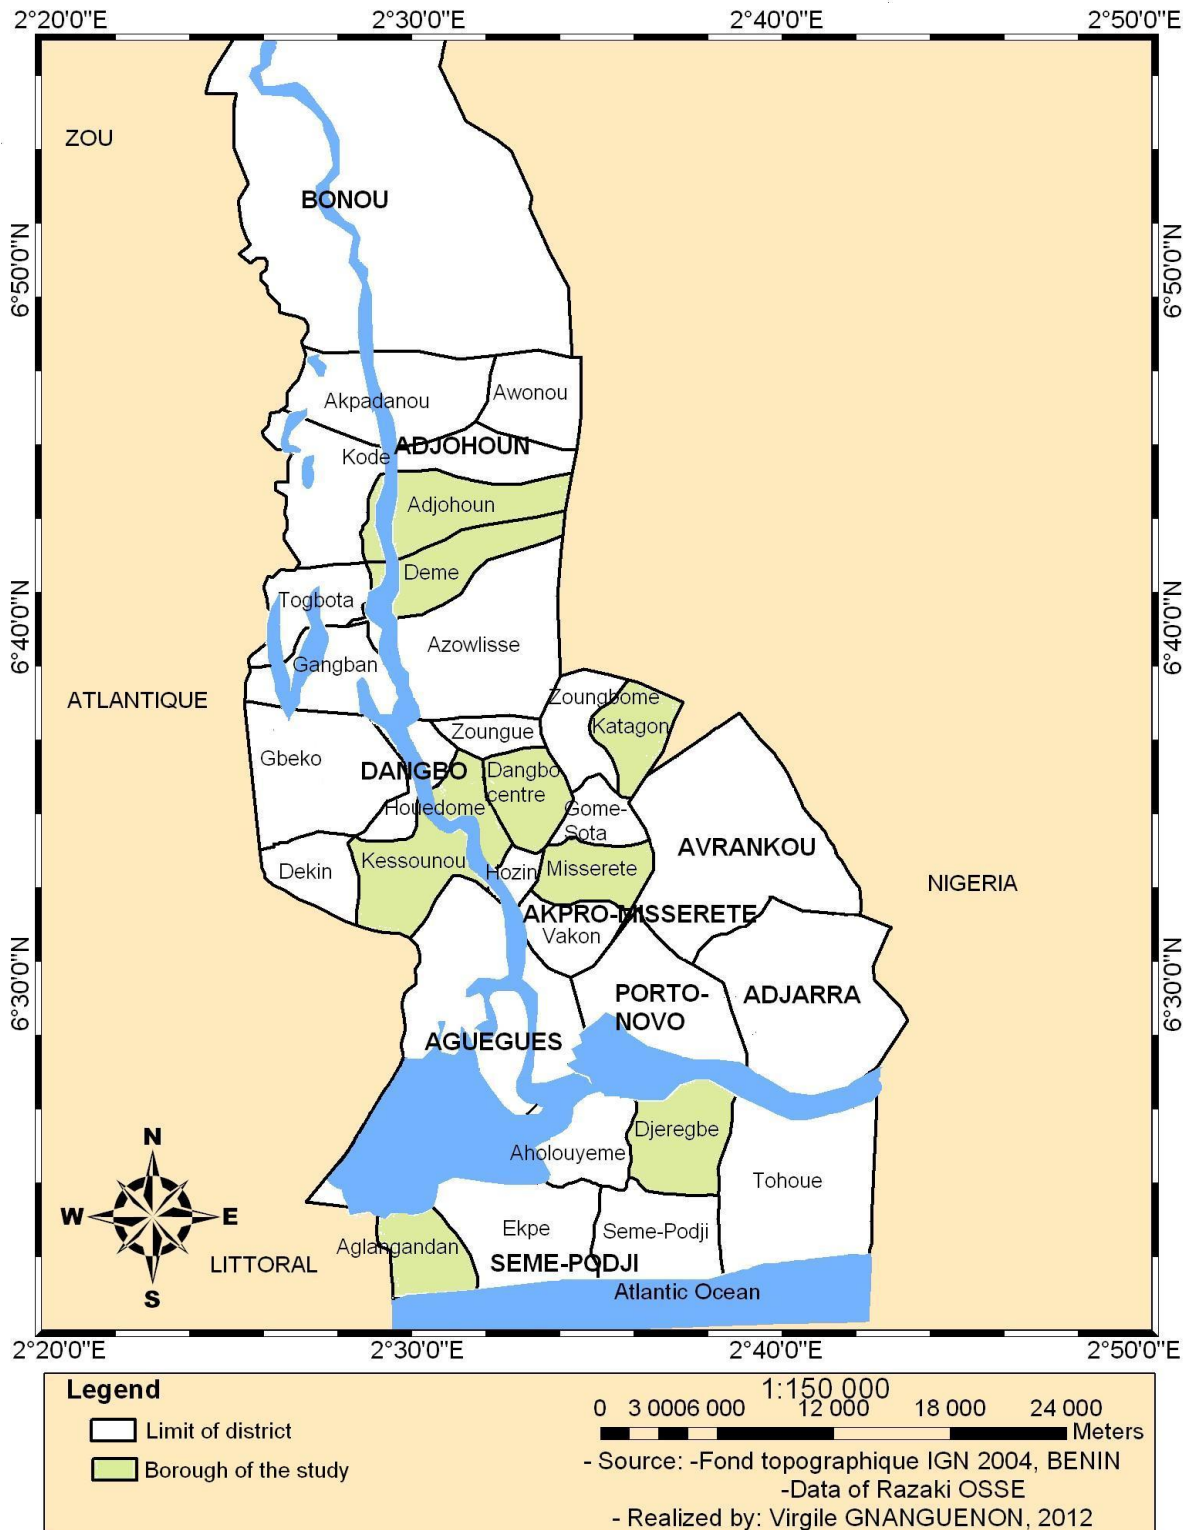 2°20'0"E
2°30'0"E
2°40'0"E
2°50'0"E
ZOU
BONOU
6°50'0"N
6°50'0"N
Akpadanou
Awonou
ADJOHOUN
Kode
Adjohoun
Deme
Togbota
6°40'0"N
6°40'0"N
Azowlisse
Gangban
ATLANTIQUE
Zoungbome
Katagon
Zoungue
Gbeko
DANGBO
Dangbo
centre
Houedome
Gome-
Sota
AVRANKOU
Dekin
Kessounou
Hozin
Misserete
NIGERIA
AKPRO-MISSERETE
Vakon
6°30'0"N
6°30'0"N
PORTO-
NOVO
ADJARRA
AGUEGUES
Djeregbe
Aholouyeme
Tohoue
N
W
E
S
Ekpe
Seme-Podji
Aglangandan
LITTORAL
SEME-PODJI
Atlantic Ocean
2°20'0"E
2°30'0"E
2°40'0"E
2°50'0"E
Legend
Limit of district
Borough of the study
1:150 000
0 3 000 6 000 12 000 18 000 24 000
Meters
- Source: -Fond topographique IGN 2004, BENIN
-Data of Razaki OSSE
- Realized by: Virgile GNANGUENON, 2012